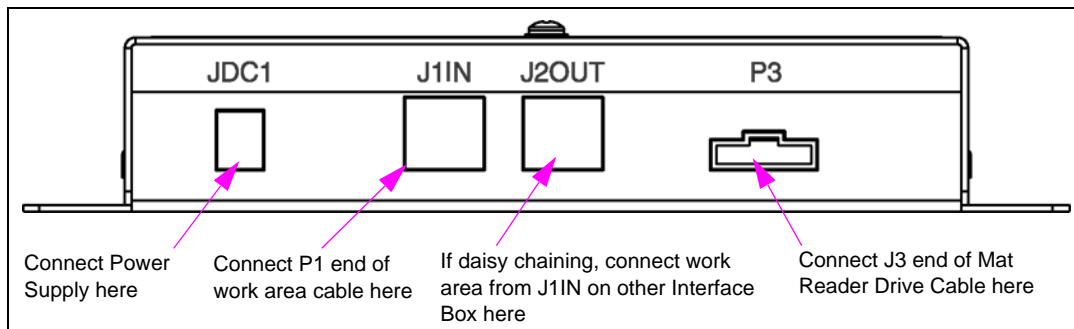 JDC1 J1IN J2OUT P3
Connect Power
Supply here
Connect P1 end of
work area cable here
If daisy chaining, connect work
area from J1IN on other Interface
Box here
Connect J3 end of Mat
Reader Drive Cable here